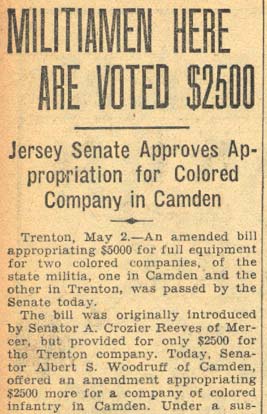 MILITIAMEN HERE
ARE VOTED $2500
Jersey Senate Approves Ap-
propriation for Colored
Company in Camden
Trenton, May 2.—An amended bill
appropriating $5000 for full equipment
for two colored companies, of the
state militia, one in Camden and the
other in Trenton, was passed by the
Senate today.
The bill was originally introduced
by Senator A. Crozier Reeves of Mer-
cer, but provided for only $2500 for
the Trenton company. Today, Sena-
tor Albert S. Woodruff of Camden,
offered an amendment appropriating
$2500 more for a company of colored
infantry in Camden. Under a sus-